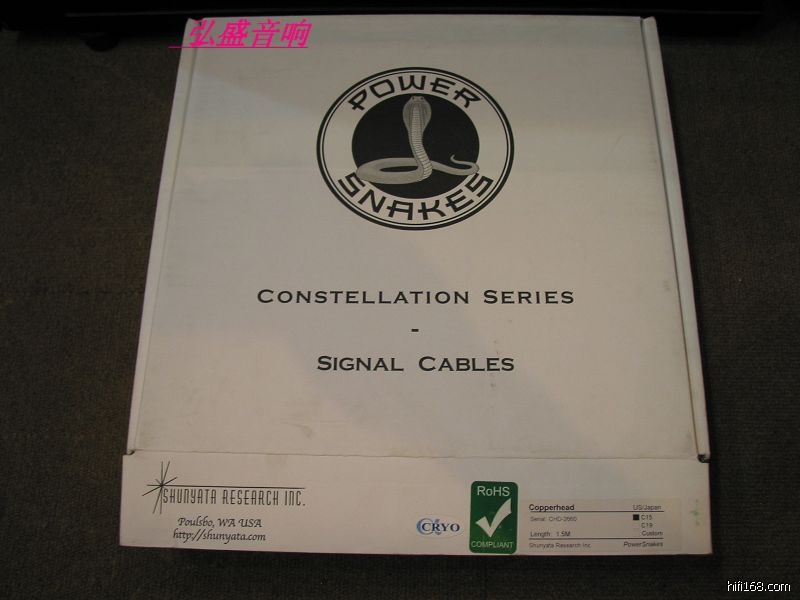 弘盛音响
POWER
SNAKES
CONSTELLATION SERIES
-
SIGNAL CABLES
SHUNYATA RESEARCH INC.
Poulsbo, WA USA
http://shunyata.com
CRYO
RoHS
COMPLIANT
Copperhead US/Japan
Serial: CHD-3660 C15
C19
Length: 1.5M Custom
Shunyata Research Inc. PowerSnakes
hifi168.com